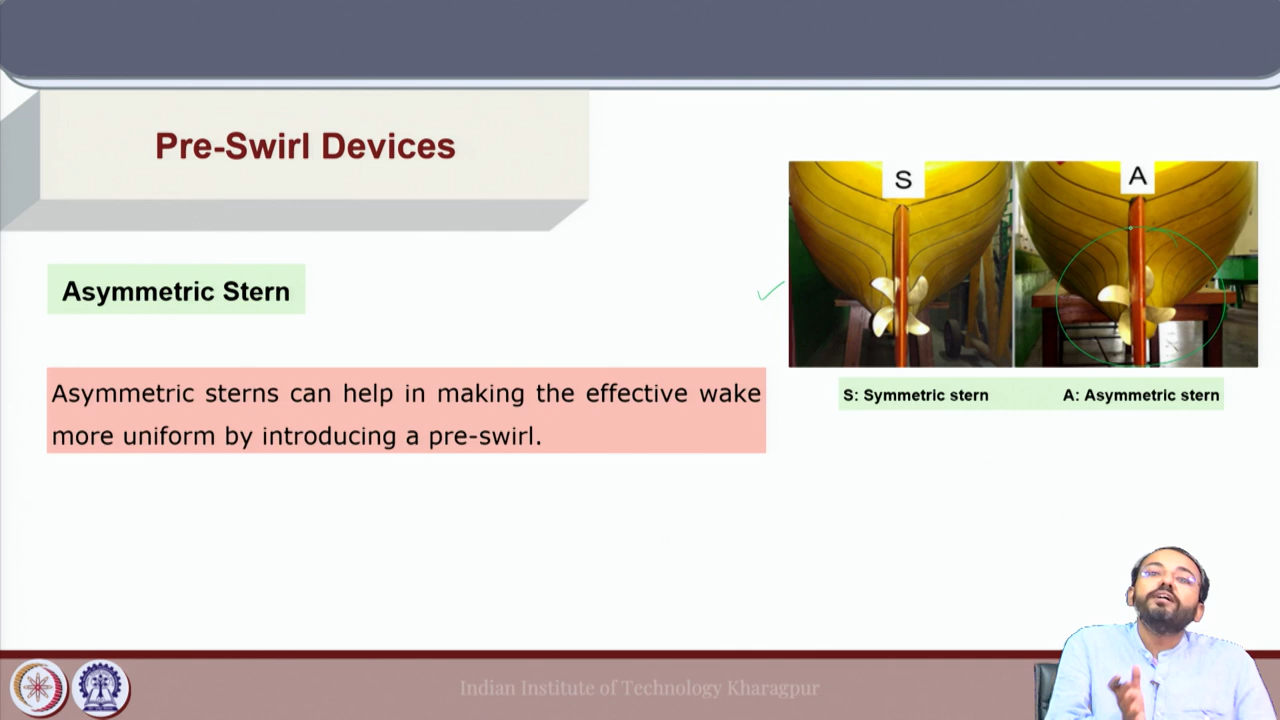 Pre-Swirl Devices
S
A
Asymmetric Stern
S: Symmetric stern
A: Asymmetric stern
Asymmetric sterns can help in making the effective wake
more uniform by introducing a pre-swirl.
Indian Institute of Technology Kharagpur